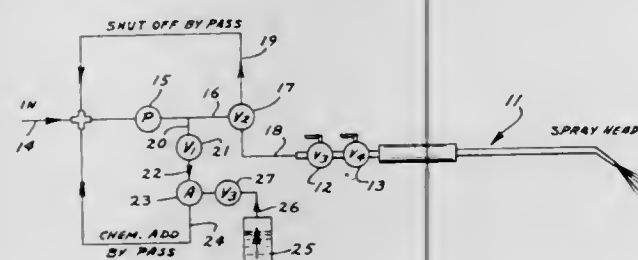 SHUT OFF BY PASS
19
15
16
17
11
IN
14
P
V2
SPRAY HEAD
20
18
V1
21
V3
V4
22
27
12
13
23
A
V3
26
24
CHEM. ADD
BY PASS
25